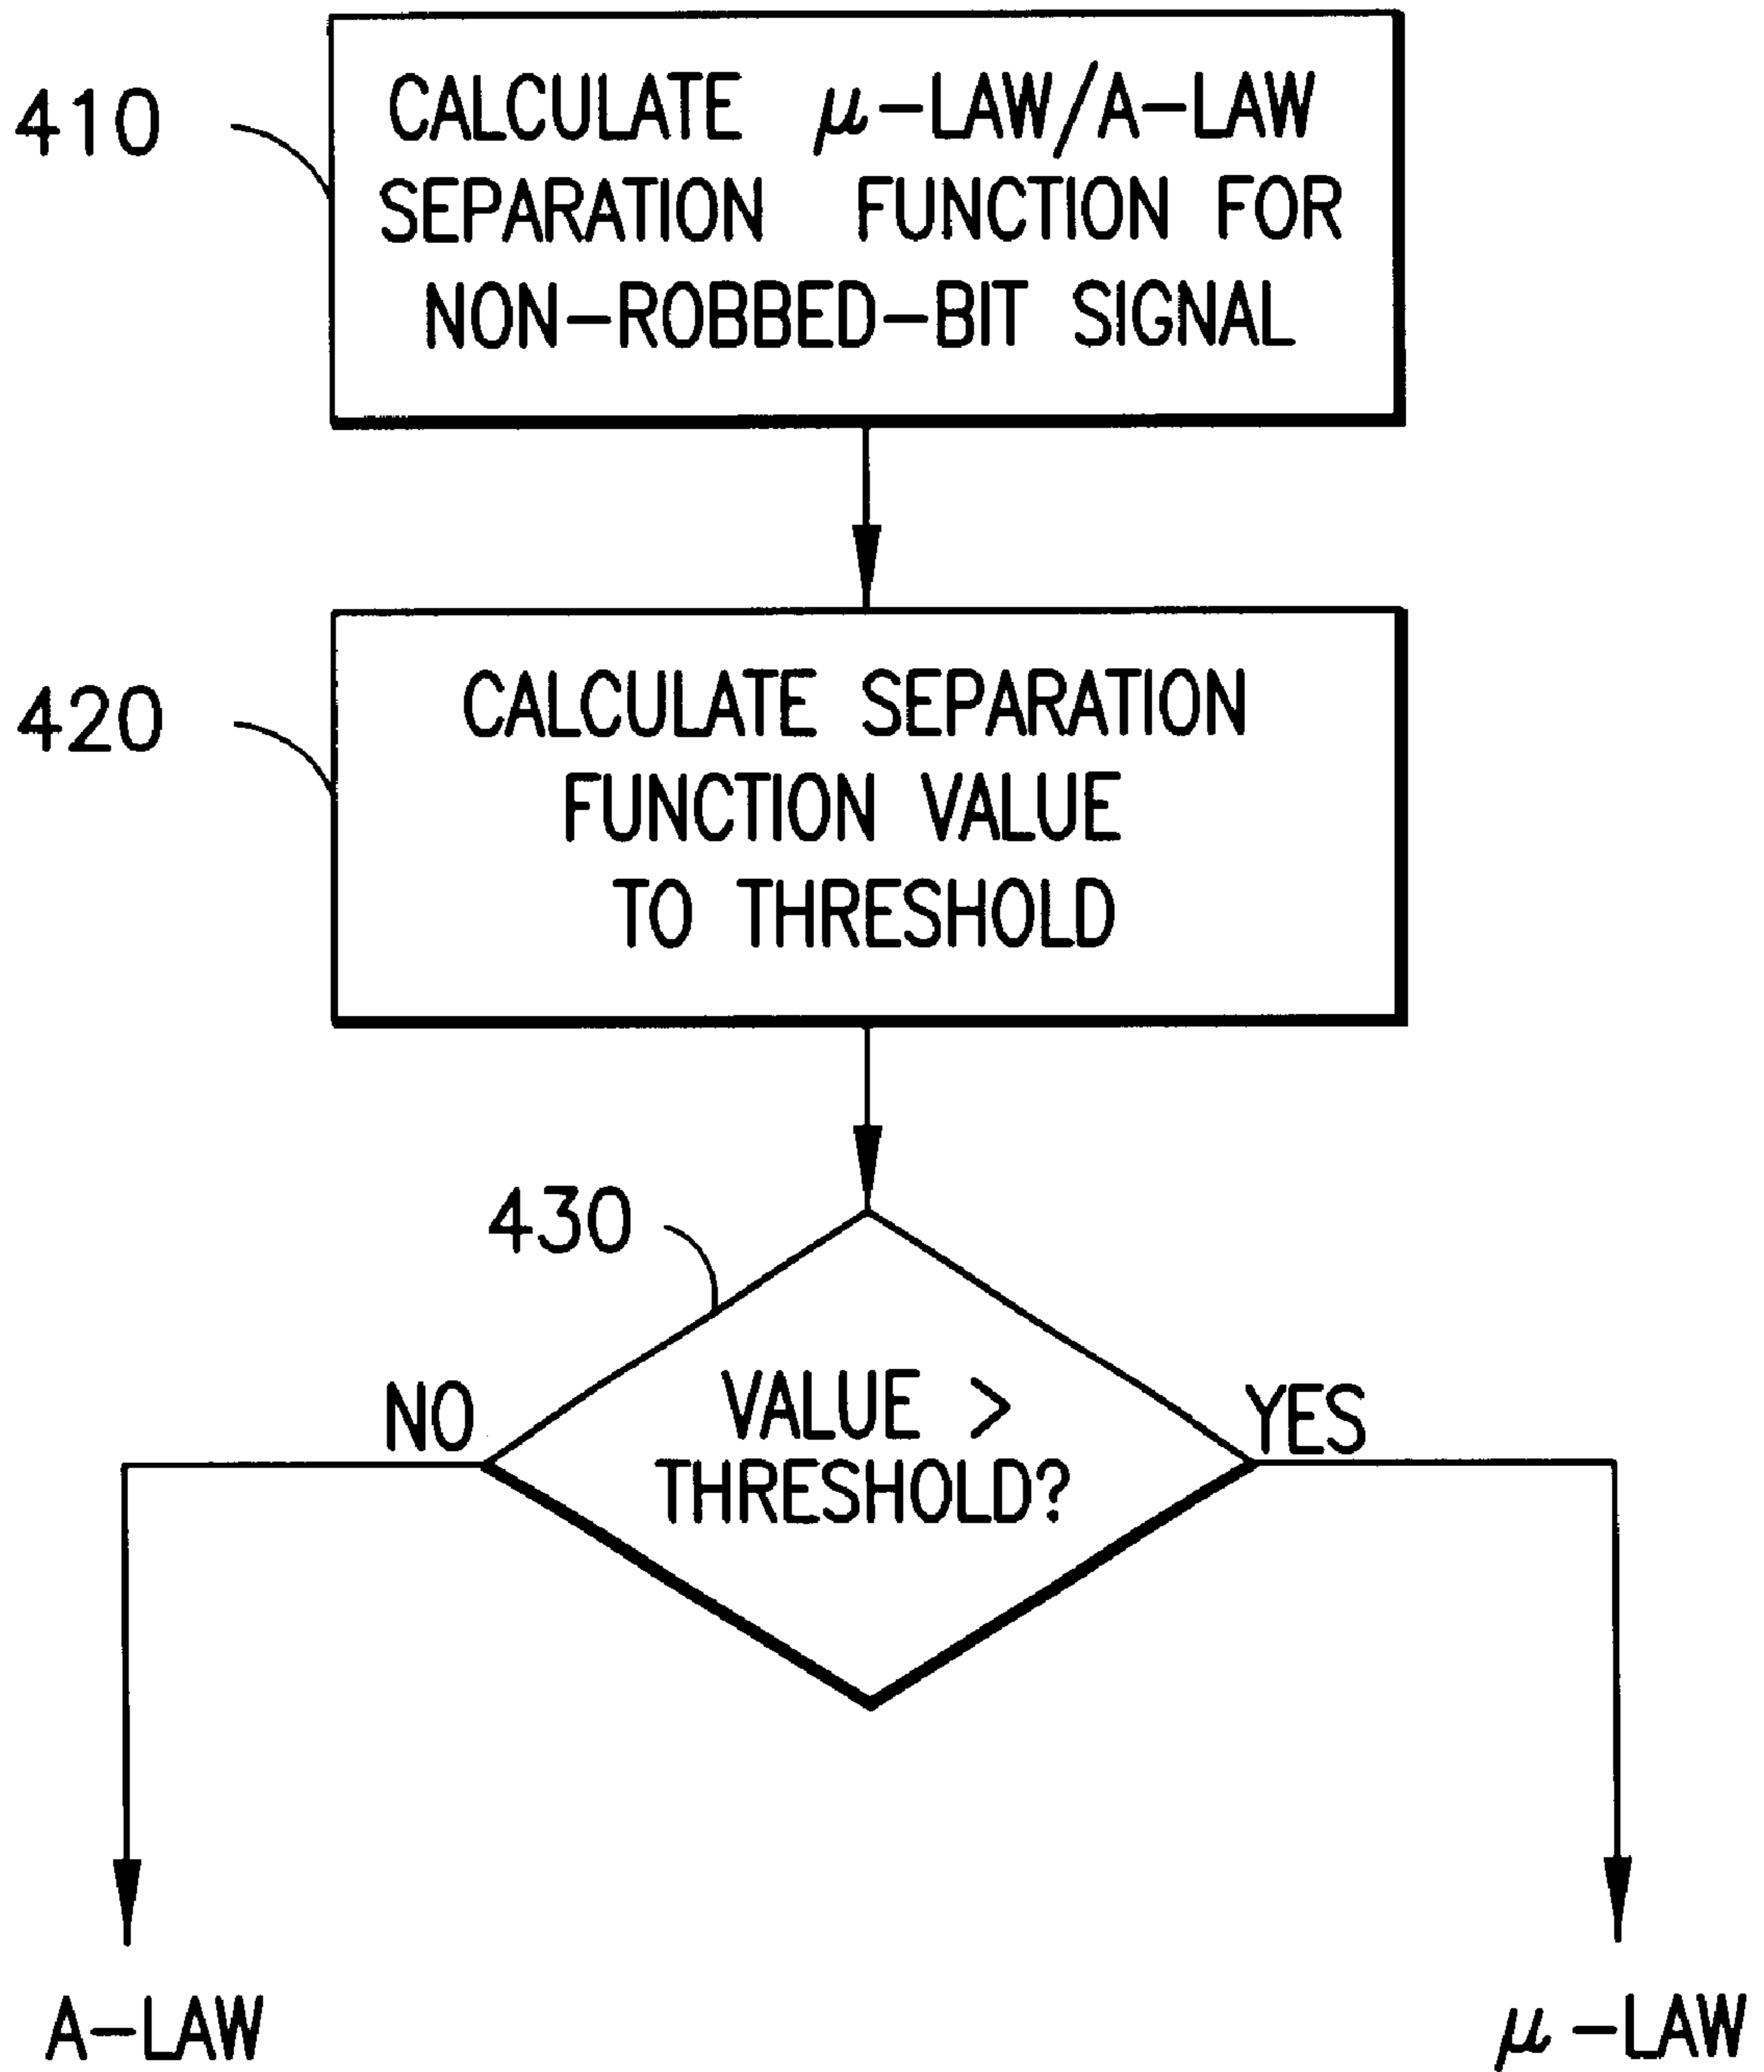 410
CALCULATE μ-LAW/A-LAW
SEPARATION FUNCTION FOR
NON-ROBBED-BIT SIGNAL
420
CALCULATE SEPARATION
FUNCTION VALUE
TO THRESHOLD
430
NO
VALUE >
THRESHOLD?
YES
A-LAW
μ-LAW